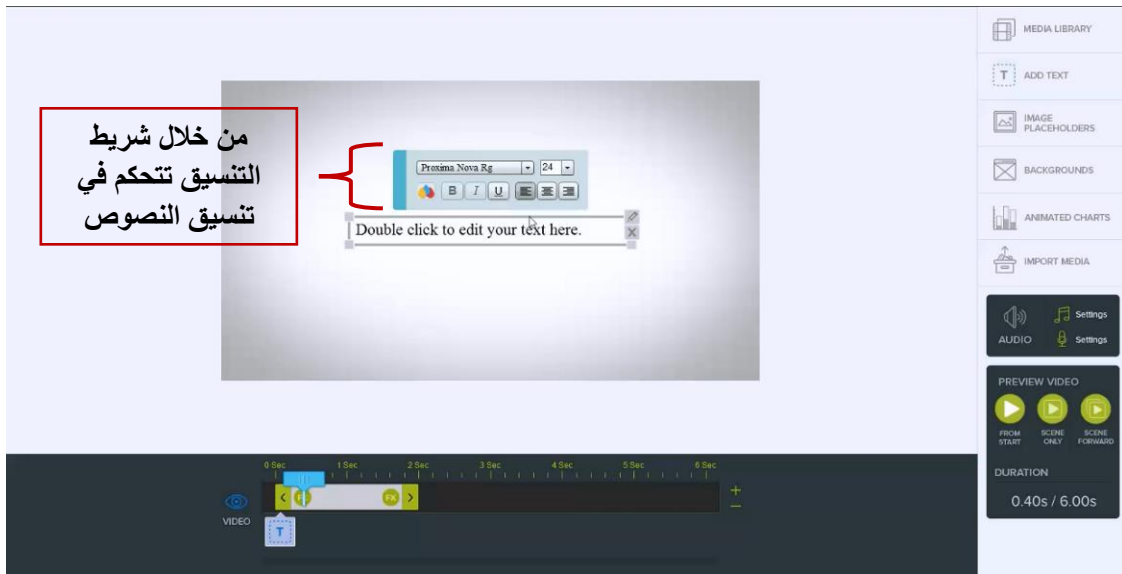 MEDIA LIBRARY
ADD TEXT
IMAGE
PLACEHOLDERS
BACKGROUNDS
ANIMATED CHARTS
IMPORT MEDIA
من خلال شريط
التنسيق تتحكم في
تنسيق النصوص
Proxima Nova Rg
24
B I U
Double click to edit your text here.
Settings
AUDIO
Settings
PREVIEW VIDEO
FROM START
SCENE ONLY
SCENE FORWARD
DURATION
0.40s / 6.00s
0 Sec 1 Sec 2 Sec 3 Sec 4 Sec 5 Sec 6 Sec
FX
VIDEO
T